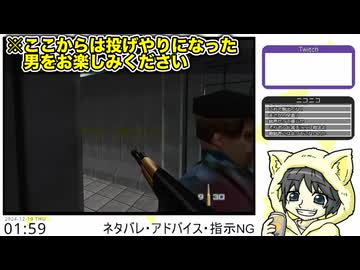 ※ここからは投げやりになった
男をお楽しみください
Twitch
ニコニコ
9 30
2024-12-19 THU
01:59
ネタバレ・アドバイス・指示NG